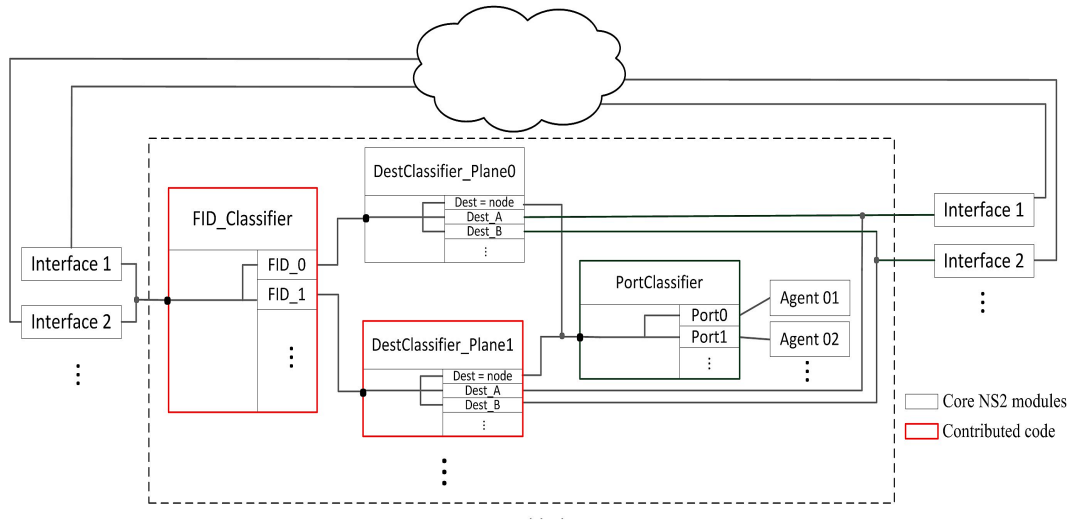 DestClassifier_Plane0
Dest = node
Dest_A
Dest_B
FID_Classifier
FID_0
FID_1
Interface 1
Interface 2
DestClassifier_Plane1
Dest = node
Dest_A
Dest_B
PortClassifier
Port0
Port1
Agent 01
Agent 02
Interface 1
Interface 2
Core NS2 modules
Contributed code